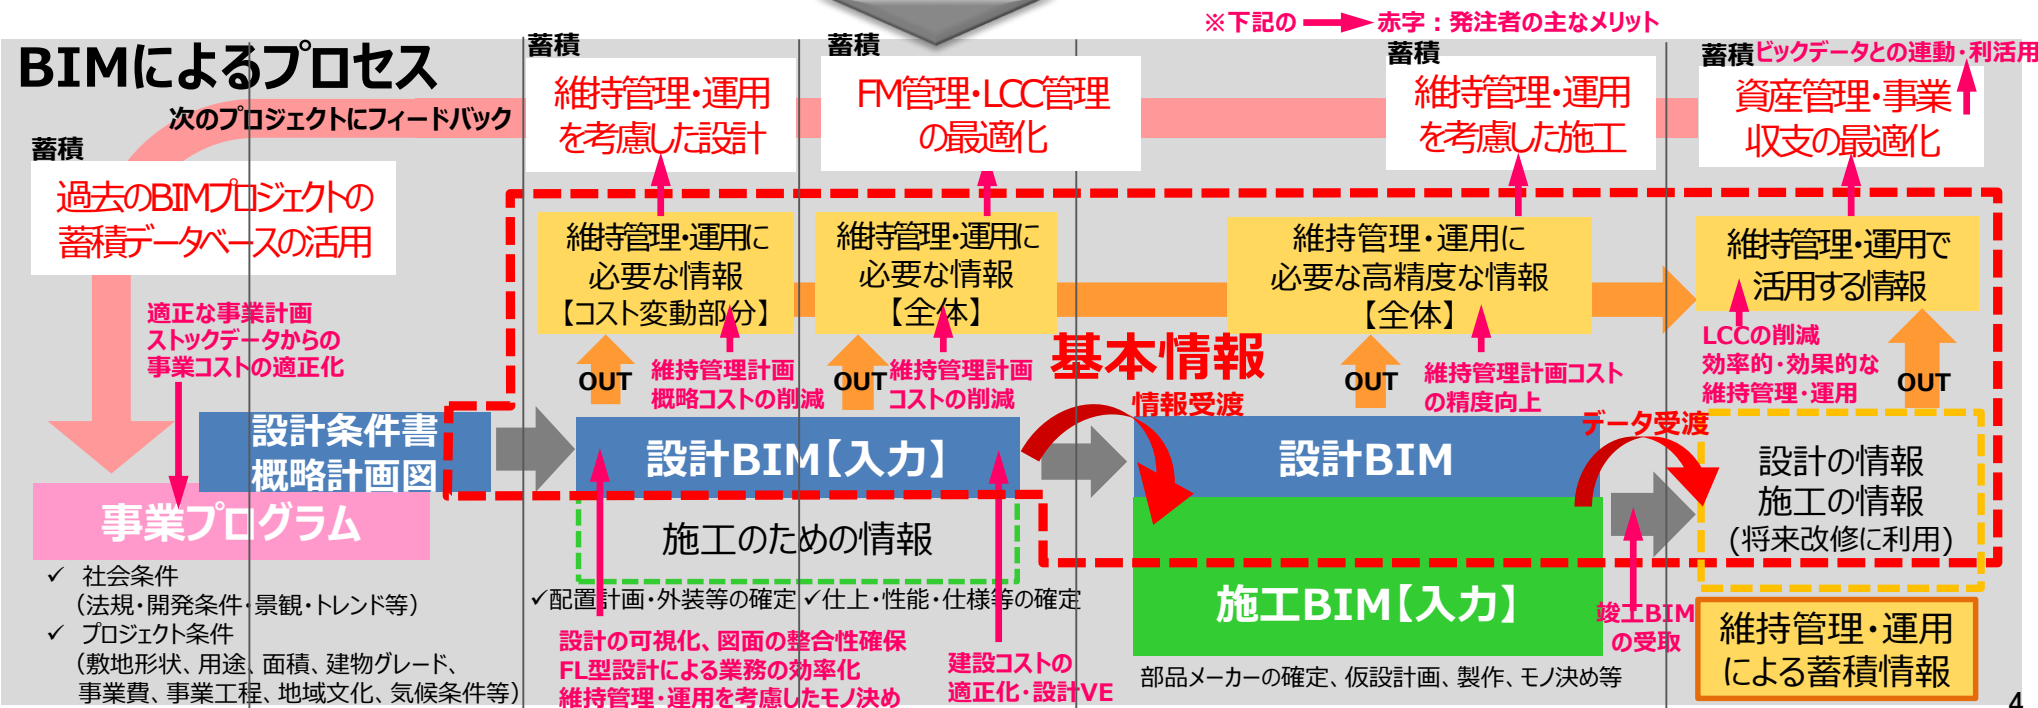 ※下記の
赤字：発注者の主なメリット
BIMによるプロセス
次のプロジェクトにフィードバック
蓄積
過去のBIMプロジェクトの
蓄積データベースの活用
蓄積
維持管理・運用
を考慮した設計
蓄積
FM管理・LCC管理
の最適化
蓄積
維持管理・運用
を考慮した施工
蓄積
ビックデータとの連動・利活用
資産管理・事業
収支の最適化
維持管理・運用に
必要な情報
【コスト変動部分】
維持管理・運用に
必要な情報
【全体】
維持管理・運用に
必要な高精度な情報
【全体】
維持管理・運用で
活用する情報
適正な事業計画
ストックデータからの
事業コストの適正化
OUT
維持管理計画
概略コストの削減
OUT
維持管理計画
コストの削減
基本情報
情報受渡
OUT
維持管理計画コスト
の精度向上
LCCの削減
効率的・効果的な
維持管理・運用
OUT
データ受渡
設計条件書
概略計画図
事業プログラム
設計BIM【入力】
施工のための情報
設計BIM
施工BIM【入力】
設計の情報
施工の情報
(将来改修に利用)
✓ 社会条件
（法規・開発条件・景観・トレンド等）
✓ プロジェクト条件
（敷地形状、用途、面積、建物グレード、
事業費、事業工程、地域文化、気候条件等）
✓配置計画・外装等の確定
✓仕上・性能・仕様等の確定
設計の可視化、図面の整合性確保
FL型設計による業務の効率化
維持管理・運用を考慮したモノ決め
建設コストの
適正化・設計VE
部品メーカーの確定、仮設計画、製作、モノ決め等
竣工BIM
の受取
維持管理・運用
による蓄積情報
4